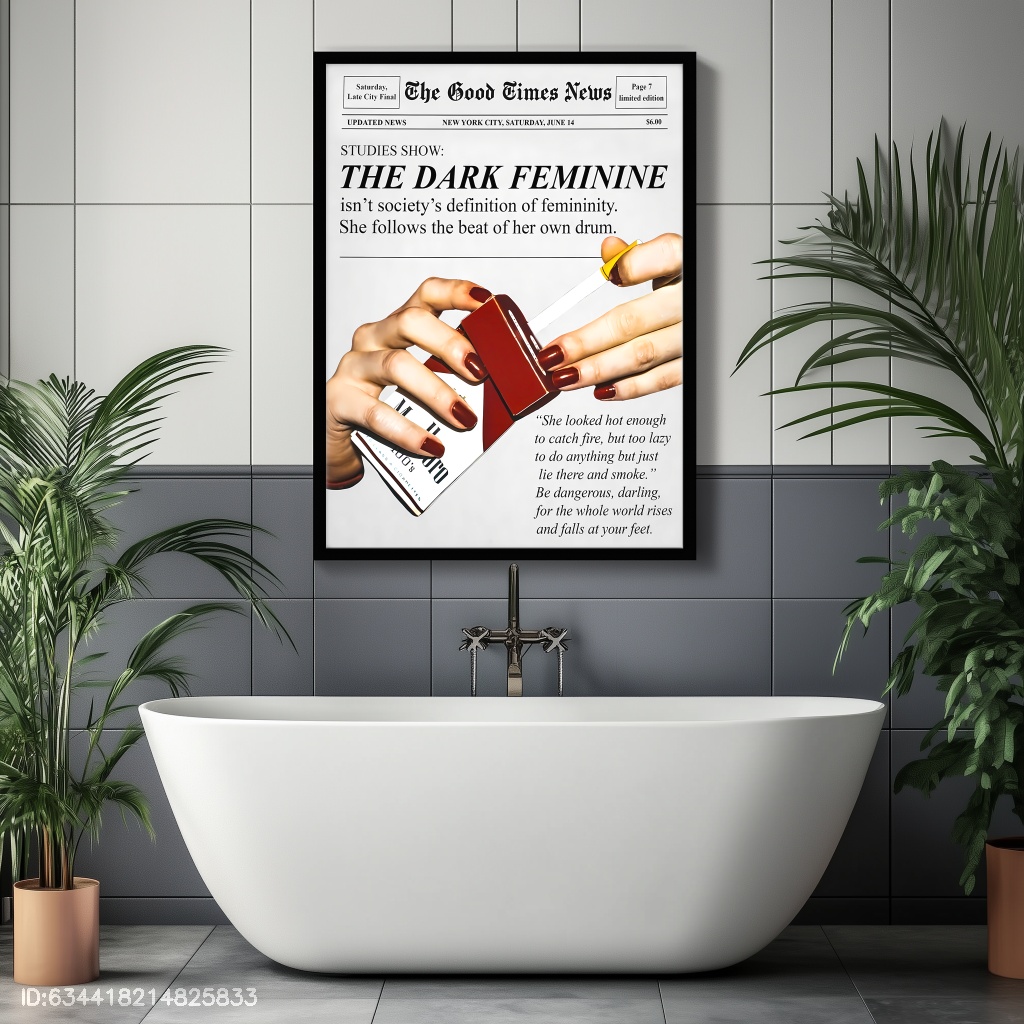 Saturday,
Late City Final
The Good Times News
Page 7
limited edition
UPDATED NEWS
NEW YORK CITY, SATURDAY, JUNE 14
$6.00
STUDIES SHOW:
THE DARK FEMININE
isn't society's definition of femininity.
She follows the beat of her own drum.
100's
“She looked hot enough
to catch fire, but too lazy
to do anything but just
lie there and smoke.”
Be dangerous, darling,
for the whole world rises
and falls at your feet.
ID:634418214825833